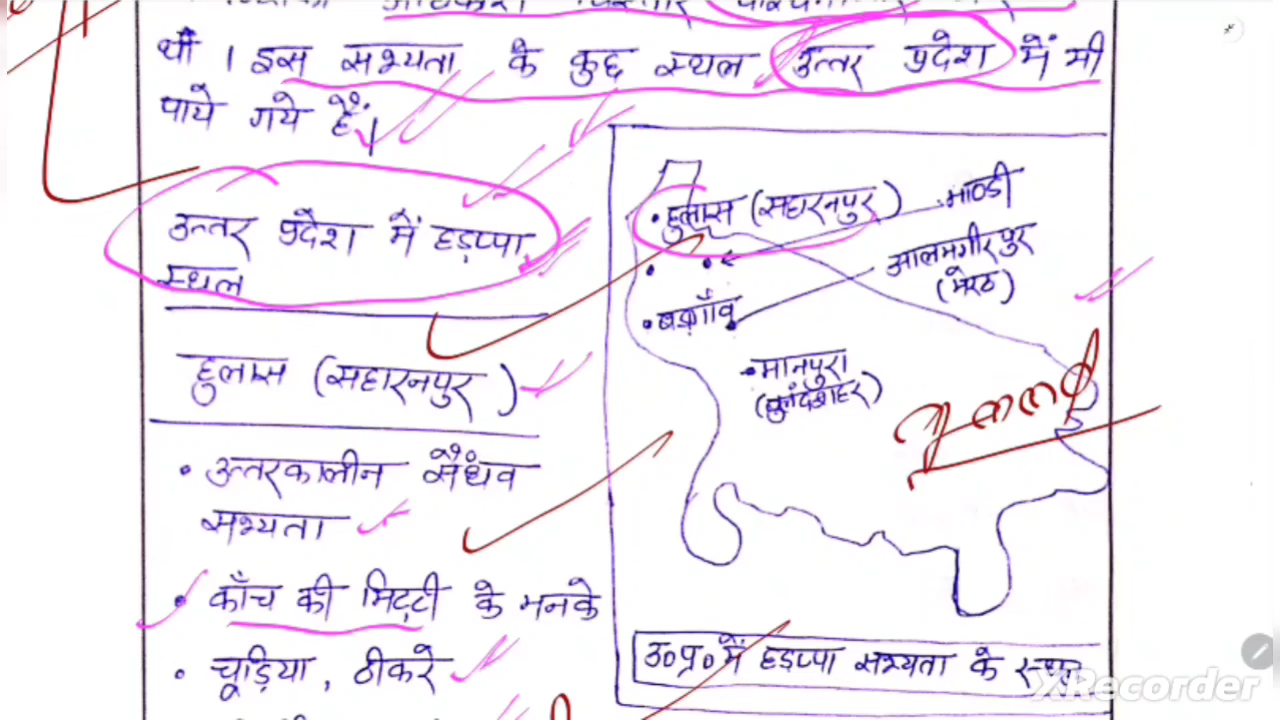 थी । इस सभ्यता के कुछ स्थल उत्तर प्रदेश में भी
पाये गये हैं।
उत्तर प्रदेश में हड़प्पा
स्थल
हुलास (सहारनपुर)
• उत्तरकालीन सैंधव
सभ्यता
• काँच की मिट्टी के मनके
• चूड़िया, ठीकरे
• हुलास (सहारनपुर)
माण्डी
आलमगीरपुर
(मेरठ)
• बड़ागाँव
• मानपुरा
(बुलंदशहर)
उ०प्र० में हड़प्पा सभ्यता के स्थल
XRecorder